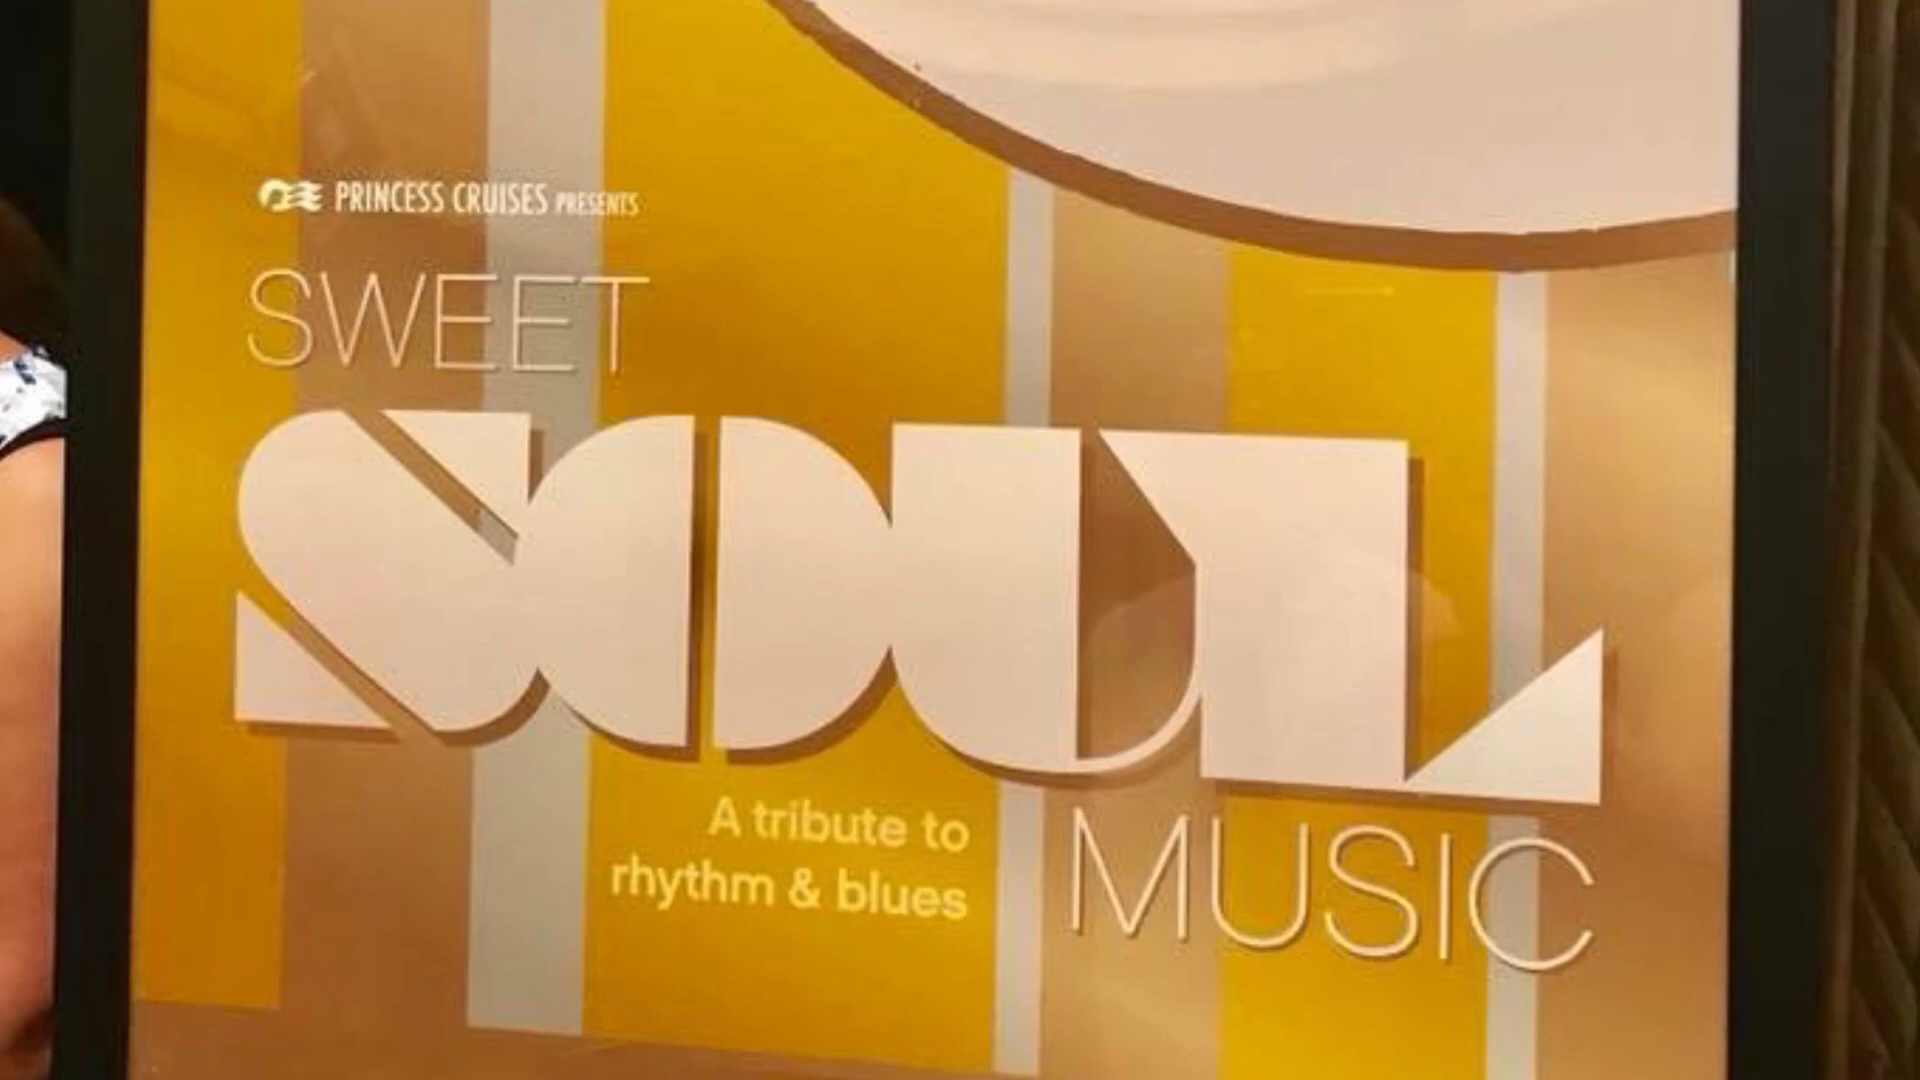 PRINCESS CRUISES PRESENTS
SWEET
SOUL
A tribute to
rhythm & blues
MUSIC